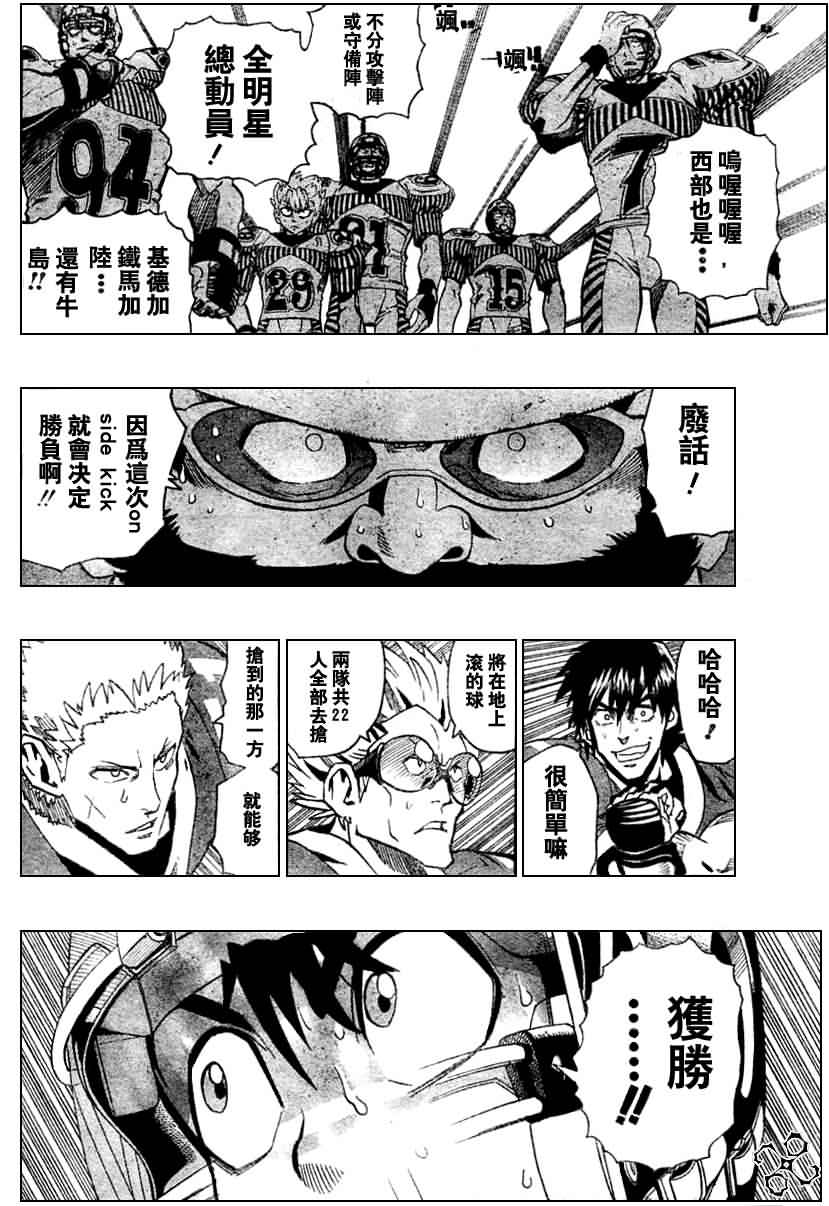 嗚喔喔喔，
西部也是…
不分攻擊陣
或守備陣
全明星
總動員！
基德加
鐵馬加
陸…
還有牛
島!!
颯
颯
94
29
21
15
7
廢話！
因爲這次on
side kick
就會決定
勝負啊!!
哈哈哈！
很簡單嘛
將在地上
滾的球
兩隊共22
人全部去搶
搶到的那一方
就能够
獲勝
……!!